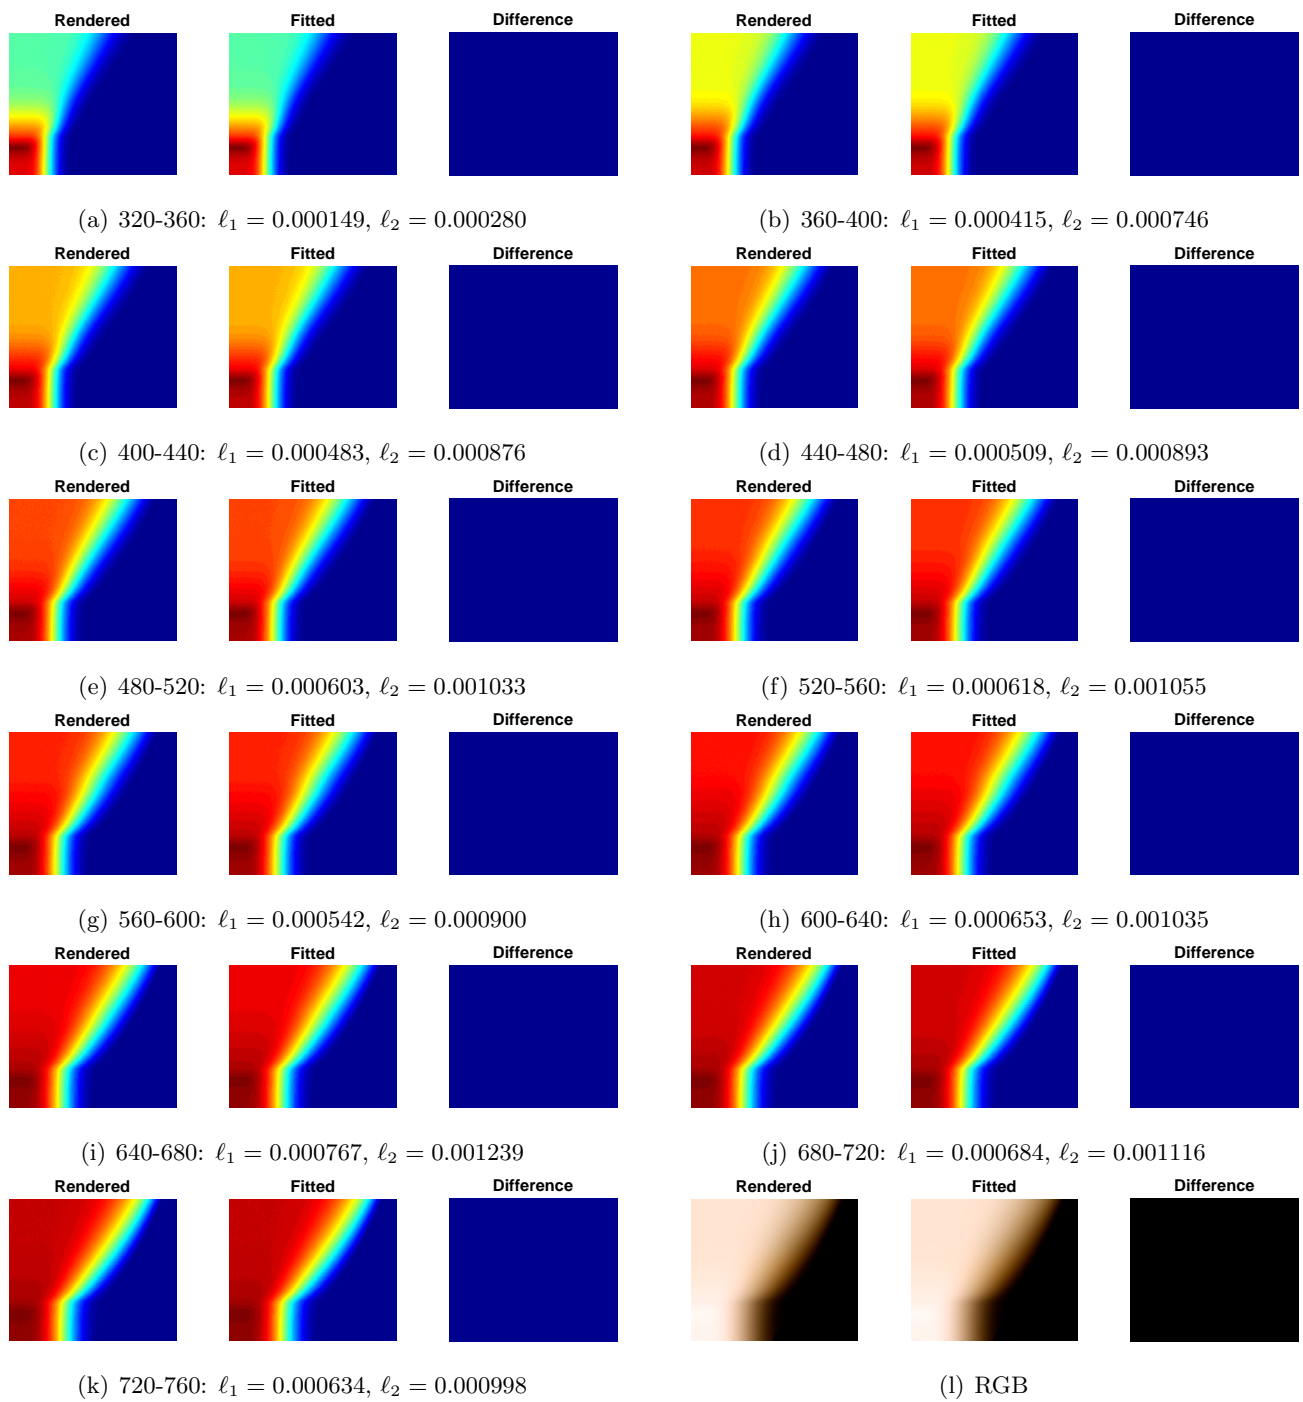 Rendered Fitted Difference Rendered Fitted Difference
(a) 320-360: ℓ1 = 0.000149, ℓ2 = 0.000280 (b) 360-400: ℓ1 = 0.000415, ℓ2 = 0.000746
Rendered Fitted Difference Rendered Fitted Difference
(c) 400-440: ℓ1 = 0.000483, ℓ2 = 0.000876 (d) 440-480: ℓ1 = 0.000509, ℓ2 = 0.000893
Rendered Fitted Difference Rendered Fitted Difference
(e) 480-520: ℓ1 = 0.000603, ℓ2 = 0.001033 (f) 520-560: ℓ1 = 0.000618, ℓ2 = 0.001055
Rendered Fitted Difference Rendered Fitted Difference
(g) 560-600: ℓ1 = 0.000542, ℓ2 = 0.000900 (h) 600-640: ℓ1 = 0.000653, ℓ2 = 0.001035
Rendered Fitted Difference Rendered Fitted Difference
(i) 640-680: ℓ1 = 0.000767, ℓ2 = 0.001239 (j) 680-720: ℓ1 = 0.000684, ℓ2 = 0.001116
Rendered Fitted Difference Rendered Fitted Difference
(k) 720-760: ℓ1 = 0.000634, ℓ2 = 0.000998 (l) RGB